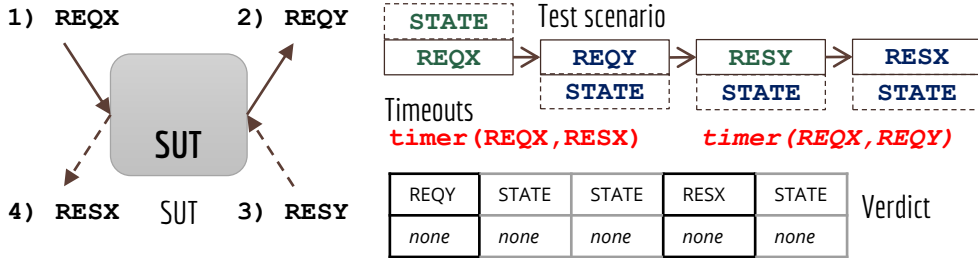 1) REQX
2) REQY
SUT
4) RESX
SUT
3) RESY
Test scenario
STATE
REQX
REQY
RESY
RESX
STATE
STATE
STATE
Timeouts
timer(REQX,RESX)
timer(REQX,REQY)
REQY STATE STATE RESX STATE
none none none none none
Verdict